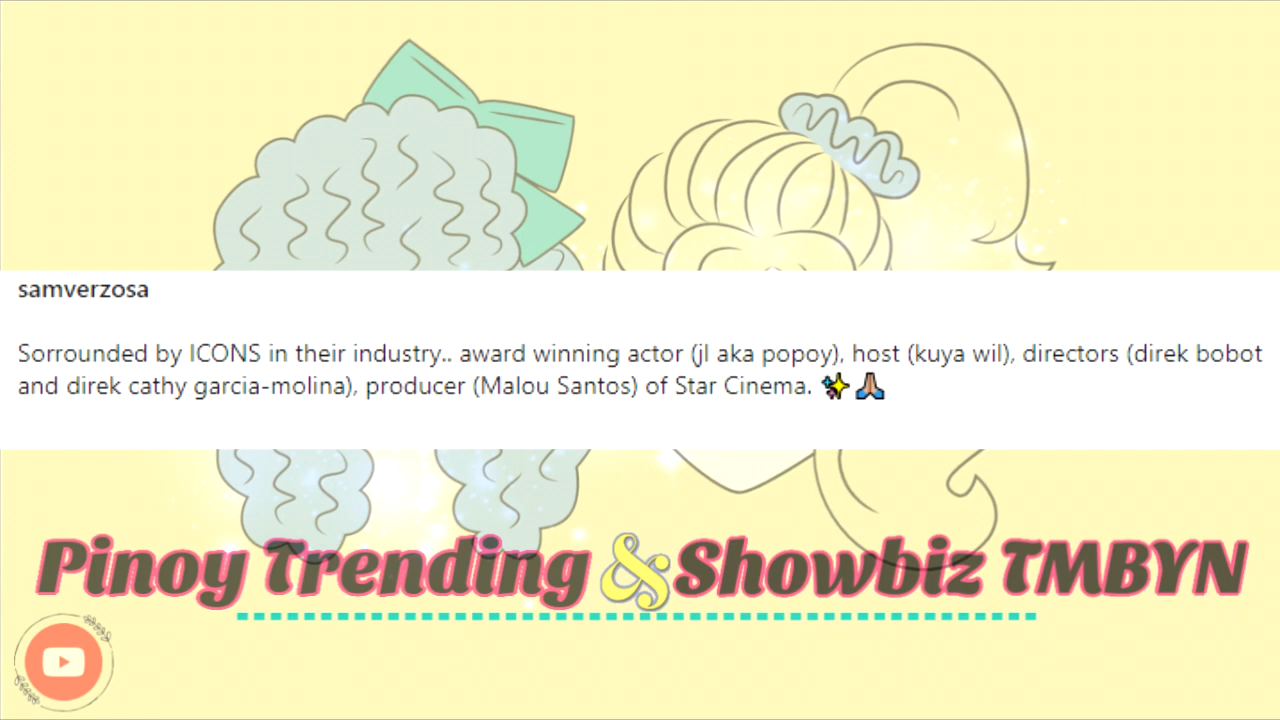 samverzosa
Sorrounded by ICONS in their industry.. award winning actor (jl aka popoy), host (kuya wil), directors (direk bobot
and direk cathy garcia-molina), producer (Malou Santos) of Star Cinema. ✨🙏🏽
Pinoy Trending & Showbiz TMBYN